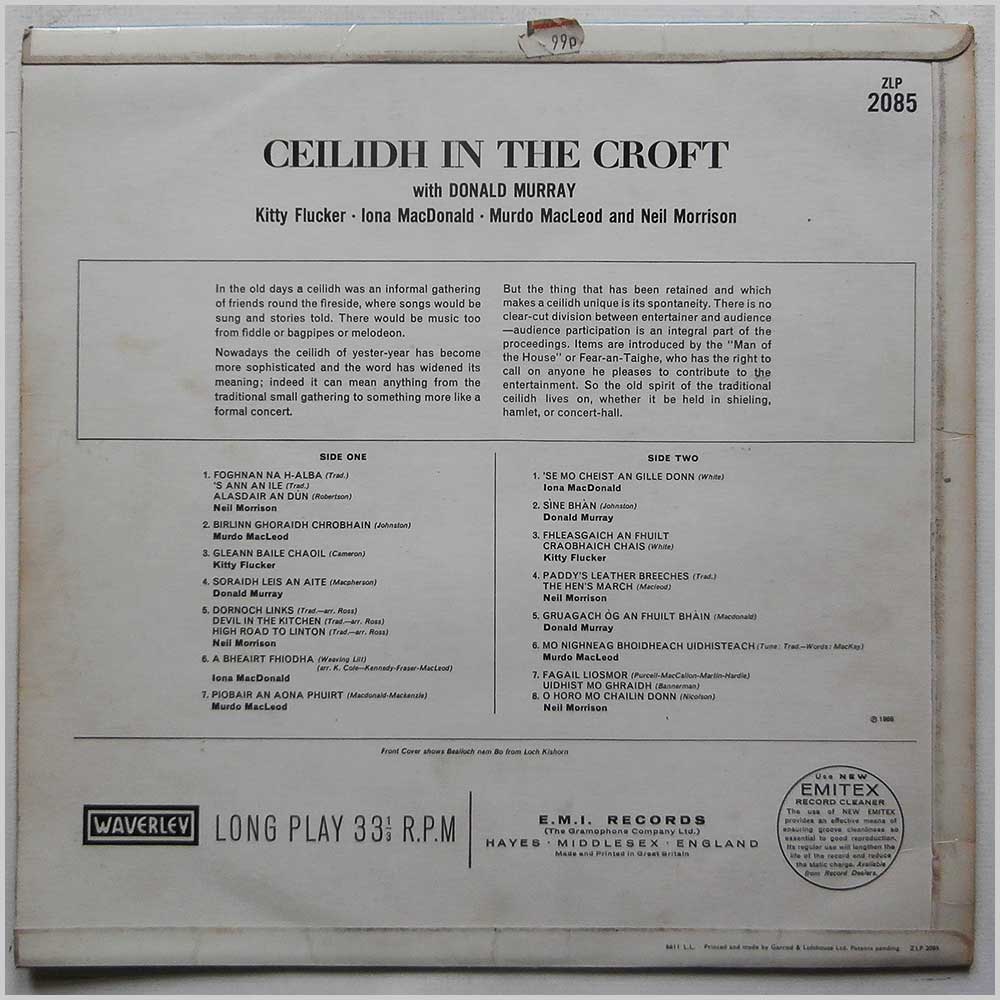 99p
ZLP
2085
CEILIDH IN THE CROFT
with DONALD MURRAY
Kitty Flucker · Iona MacDonald · Murdo MacLeod and Neil Morrison
In the old days a ceilidh was an informal gathering
of friends round the fireside, where songs would be
sung and stories told. There would be music too
from fiddle or bagpipes or melodeon.
Nowadays the ceilidh of yester-year has become
more sophisticated and the word has widened its
meaning; indeed it can mean anything from the
traditional small gathering to something more like a
formal concert.
But the thing that has been retained and which
makes a ceilidh unique is its spontaneity. There is no
clear-cut division between entertainer and audience
—audience participation is an integral part of the
proceedings. Items are introduced by the "Man of
the House" or Fear-an-Taighe, who has the right to
call on anyone he pleases to contribute to the
entertainment. So the old spirit of the traditional
ceilidh lives on, whether it be held in shieling,
hamlet, or concert-hall.
SIDE ONE
1. FOGHNAN NA H-ALBA (Trad.)
'S ANN AN ILE (Trad.)
ALASDAIR AN DÙN (Robertson)
Neil Morrison
2. BIRLINN GHORAIDH CHROBHAIN (Johnston)
Murdo MacLeod
3. GLEANN BAILE CHAOIL (Cameron)
Kitty Flucker
4. SORAIDH LEIS AN AITE (Macpherson)
Donald Murray
5. DORNOCH LINKS (Trad.—arr. Ross)
DEVIL IN THE KITCHEN (Trad.—arr. Ross)
HIGH ROAD TO LINTON (Trad.—arr. Ross)
Neil Morrison
6. A BHEAIRT FHIODHA (Weaving Lilt)
(arr. K. Cole—Kennedy-Fraser-MacLeod)
Iona MacDonald
7. PIOBAIR AN AONA PHUIRT (Macdonald-Mackenzie)
Murdo MacLeod
SIDE TWO
1. 'SE MO CHEIST AN GILLE DONN (White)
Iona MacDonald
2. SÌNE BHÀN (Johnston)
Donald Murray
3. FHLEASGAICH AN FHUILT
CRAOBHAICH CHAIS (White)
Kitty Flucker
4. PADDY'S LEATHER BREECHES (Trad.)
THE HEN'S MARCH (Macleod)
Neil Morrison
5. GRUAGACH ÒG AN FHUILT BHÀIN (Macdonald)
Donald Murray
6. MO NIGHNEAG BHOIDHEACH UIDHISTEACH (Tune: Trad.—Words: MacKay)
Murdo MacLeod
7. FAGAIL LIOSMOR (Purcell-MacCallon-Martin-Hardie)
UIDHIST MO GHRAIDH (Bannerman)
8. O HORO MO CHAILIN DONN (Nicolson)
Neil Morrison
Front Cover shows Bealloch nam Bo from Loch Kishorn
WAVERLEY
LONG PLAY 33⅓ R.P.M
E.M.I. RECORDS
(The Gramophone Company Ltd.)
HAYES · MIDDLESEX · ENGLAND
Made and Printed in Great Britain
Use NEW
EMITEX
RECORD CLEANER
The use of NEW EMITEX
provides an effective means of
ensuring groove cleanliness so
essential to good reproduction.
Its regular use will lengthen the
life of the record and reduce
the static charge. Available
from Record Dealers.
6611 L.L. Printed and made by Garrod & Lofthouse Ltd. Patents pending. ZLP 2085